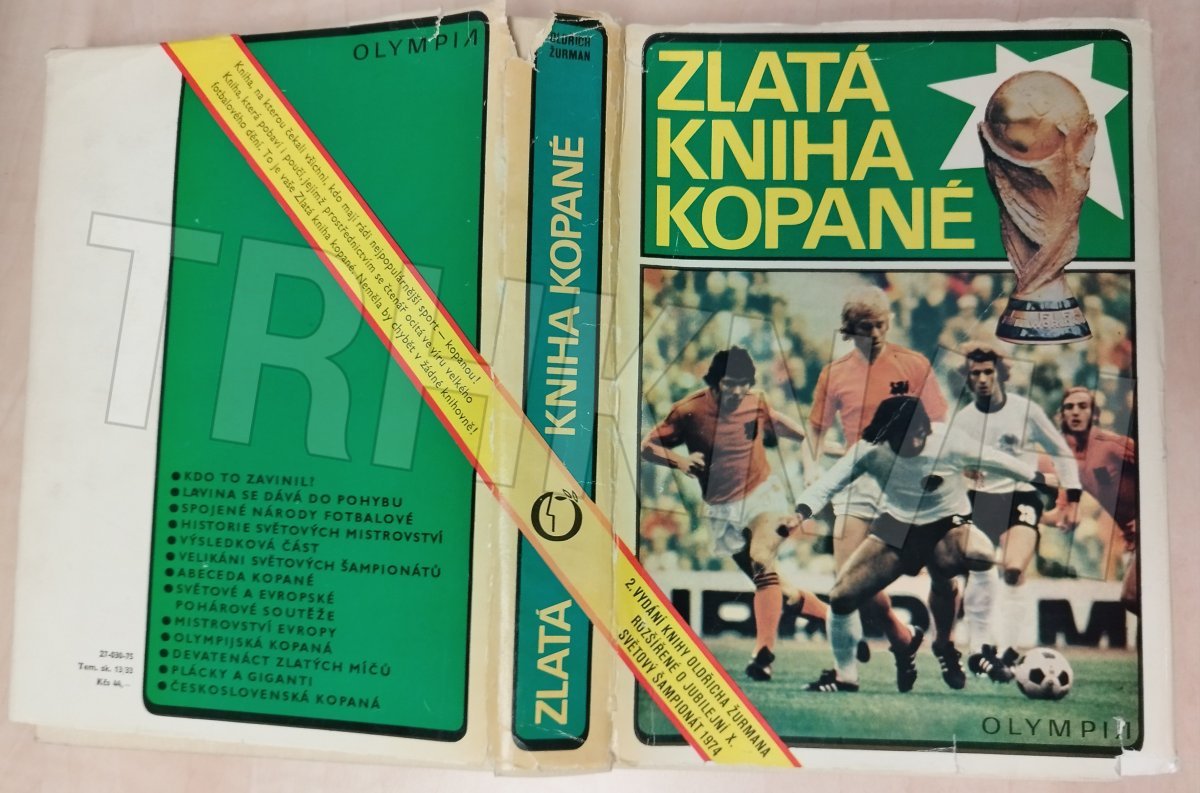 OLYMPIA
Kniha, na kterou čekali všichni, kdo mají rádi nejpopulárnější sport — kopanou!
Kniha, která pobaví i poučí, jejímž prostřednictvím se čtenář ocitá ve víru velkého
fotbalového dění. To je vaše Zlatá kniha kopané. Neměla by chybět v žádné knihovně!
● KDO TO ZAVINIL?
● LAVINA SE DÁVÁ DO POHYBU
● SPOJENÉ NÁRODY FOTBALOVÉ
● HISTORIE SVĚTOVÝCH MISTROVSTVÍ
● VÝSLEDKOVÁ ČÁST
● VELIKÁNI SVĚTOVÝCH ŠAMPIONÁTŮ
● ABECEDA KOPANÉ
● SVĚTOVÉ A EVROPSKÉ
POHÁROVÉ SOUTĚŽE
● MISTROVSTVÍ EVROPY
● OLYMPIJSKÁ KOPANÁ
● DEVATENÁCT ZLATÝCH MÍČŮ
● PLÁCKY A GIGANTI
● ČESKOSLOVENSKÁ KOPANÁ
27-030-75
Tem. sk. 13/33
Kčs 44,—
OLDŘICH
ŽURMAN
ZLATÁ KNIHA KOPANÉ
ZLATÁ
KNIHA
KOPANÉ
2. VYDÁNÍ KNIHY OLDŘICHA ŽURMANA
ROZŠÍŘENÉ O JUBILEJNÍ X.
SVĚTOVÝ ŠAMPIONÁT 1974
OLYMPIA